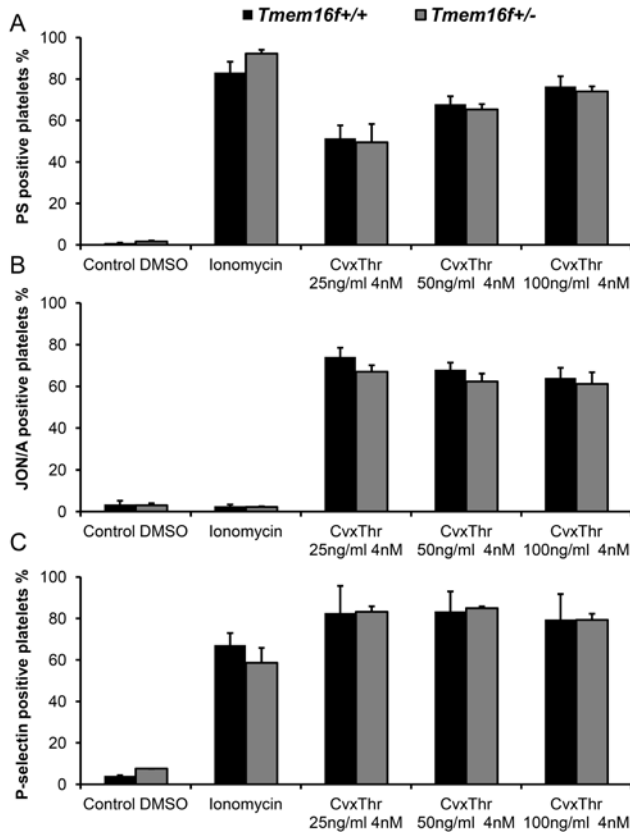 Tmem16f+/+ Tmem16f+/-
A
PS positive platelets %
100
80
60
40
20
0
Control DMSO Ionomycin CvxThr CvxThr CvxThr
25ng/ml 4nM 50ng/ml 4nM 100ng/ml 4nM
B
JON/A positive platelets %
100
80
60
40
20
0
Control DMSO Ionomycin CvxThr CvxThr CvxThr
25ng/ml 4nM 50ng/ml 4nM 100ng/ml 4nM
C
P-selectin positive platelets %
100
80
60
40
20
0
Control DMSO Ionomycin CvxThr CvxThr CvxThr
25ng/ml 4nM 50ng/ml 4nM 100ng/ml 4nM